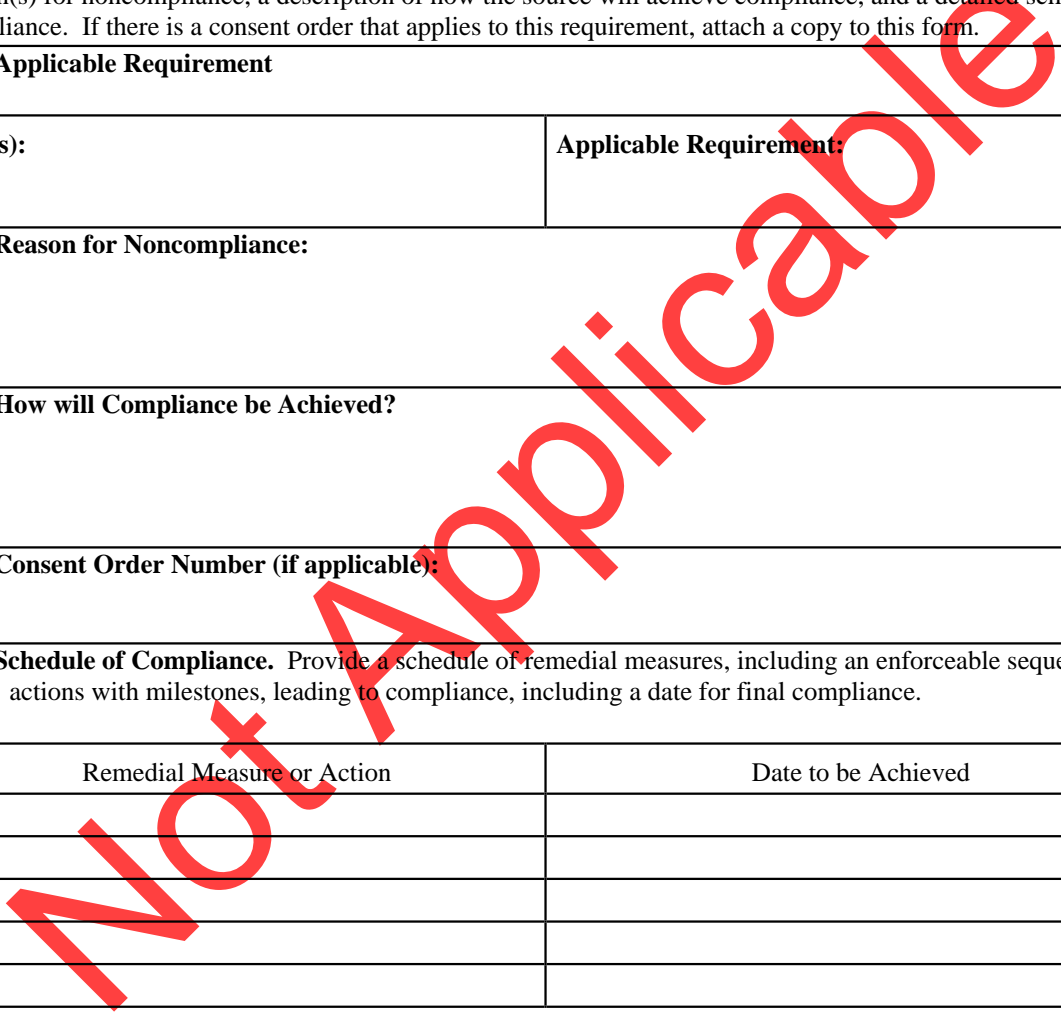 for noncompliance, a description of how the source will achieve compliance, and a detailed
If there is a consent order that applies to this requirement, attach a copy to this form.
Applicable Requirement
s): Applicable Requirement:
Reason for Noncompliance:
How will Compliance be Achieved?
Consent Order Number (if applicable):
Schedule of Compliance. Provide a schedule of remedial measures, including an enforceable
actions with milestones, leading to compliance, including a date for final compliance.
Remedial Measure or Action Date to be Achieved
Not Applicable